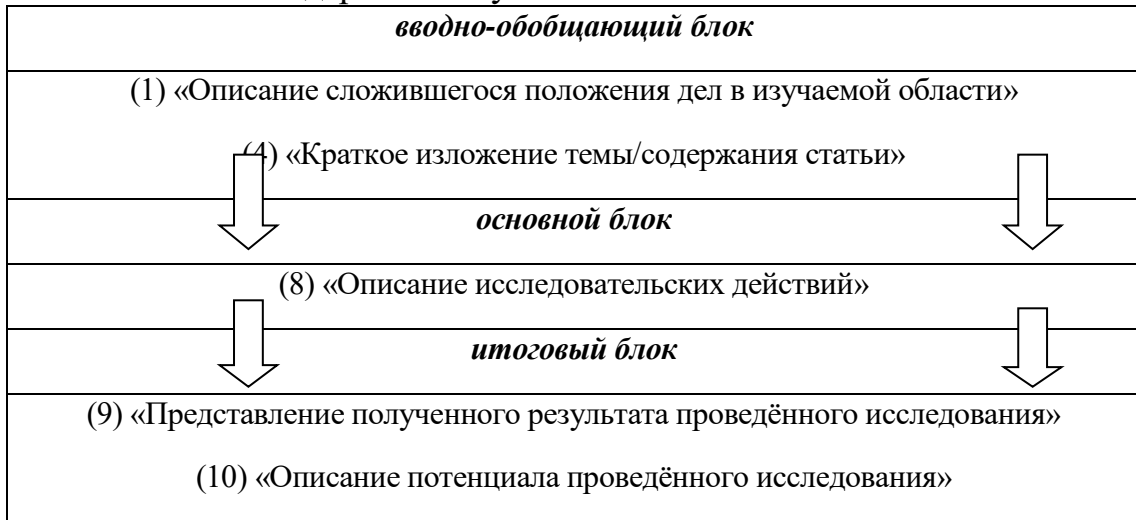 вводно-обобщающий блок
(1) «Описание сложившегося положения дел в изучаемой области»
(4) «Краткое изложение темы/содержания статьи»
основной блок
(8) «Описание исследовательских действий»
итоговый блок
(9) «Представление полученного результата проведённого исследования»
(10) «Описание потенциала проведённого исследования»